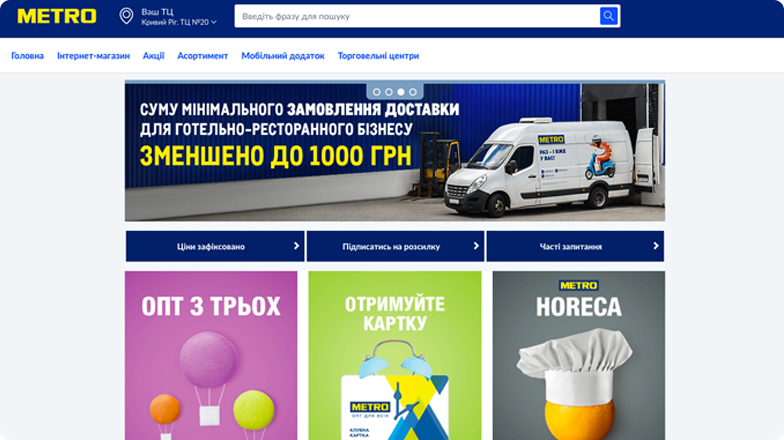 METRO
Ваш ТЦ
Кривий Ріг. ТЦ №20
Введіть фразу для пошуку
Головна
Інтернет-магазин
Акції
Асортимент
Мобільний додаток
Торговельні центри
СУМУ МІНІМАЛЬНОГО ЗАМОВЛЕННЯ ДОСТАВКИ
ДЛЯ ГОТЕЛЬНО-РЕСТОРАННОГО БІЗНЕСУ
ЗМЕНШЕНО ДО 1000 ГРН
METRO
РАЗ – І ВЖЕ
У ВАС!
Ціни зафіксовано
Підписатись на розсилку
Часті запитання
ОПТ З ТРЬОХ
ОТРИМУЙТЕ
КАРТКУ
METRO
ОПТ ДЛЯ ВСІХ
КЛУБНА
КАРТКА
METRO
HORECA